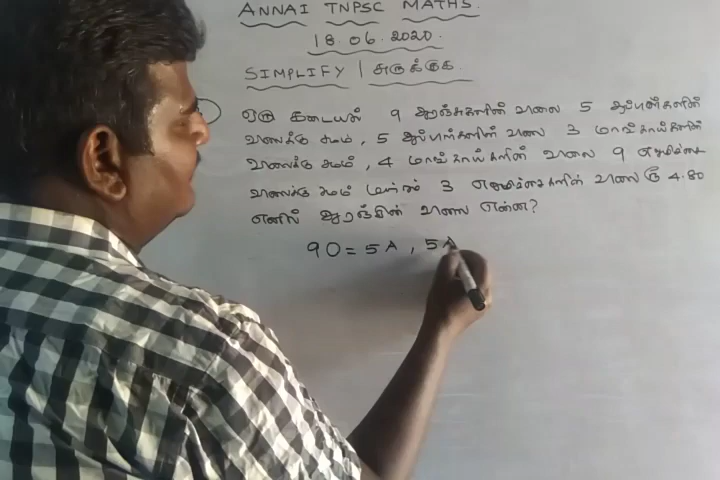 ANNAI TNPSC MATHS.
18.06.2020
SIMPLIFY | சுருக்குக.
ஒரு கடையில் 9 ஆரஞ்சுகளின் விலை 5 ஆப்பிள்களின்
விலைக்கு சமம், 5 ஆப்பிள்களின் விலை 3 மாங்காய்களின்
விலைக்கு சமம், 4 மாங்காய்களின் விலை 9 எலுமிச்சை
விலைக்கு சமம் மற்றும் 3 எலுமிச்சைகளின் விலை ரூ 4.80
எனில் ஆரஞ்சின் விலை என்ன?
9O = 5A , 5A